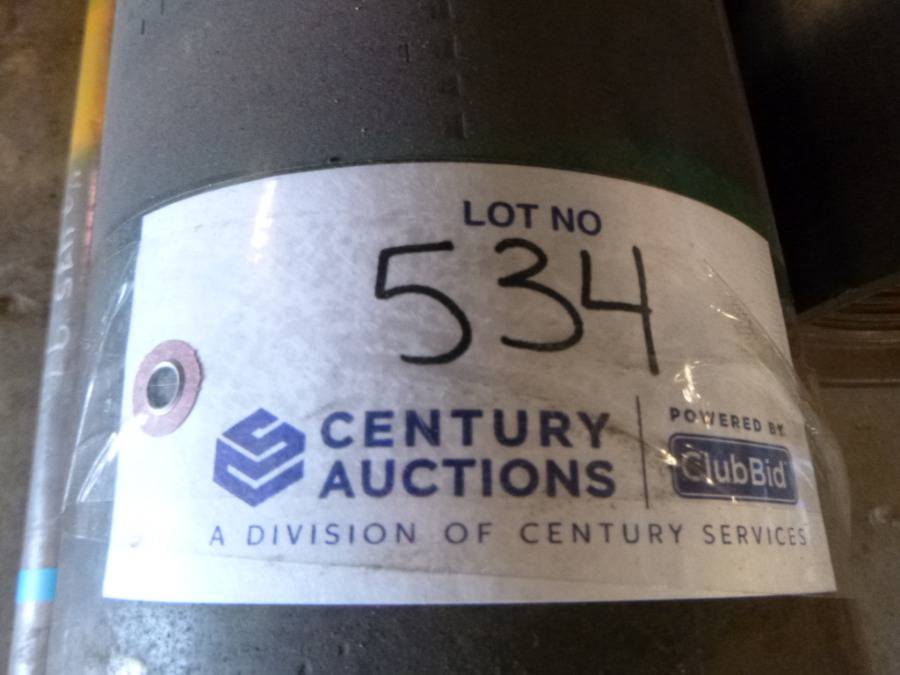 LOT NO
534
CENTURY
AUCTIONS
POWERED BY
ClubBid
A DIVISION OF CENTURY SERVICES